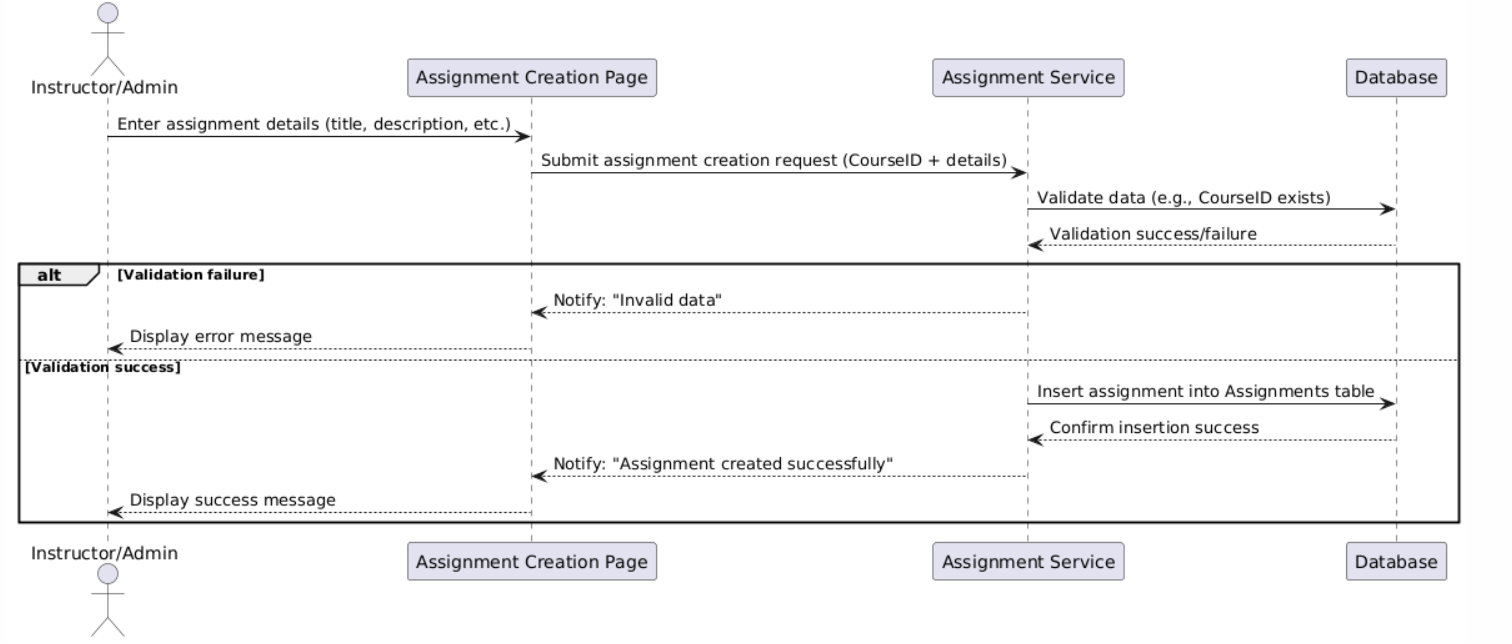 Instructor/Admin
Assignment Creation Page
Assignment Service
Database
Enter assignment details (title, description, etc.)
Submit assignment creation request (CourseID + details)
Validate data (e.g., CourseID exists)
Validation success/failure
alt
[Validation failure]
Notify: "Invalid data"
Display error message
[Validation success]
Insert assignment into Assignments table
Confirm insertion success
Notify: "Assignment created successfully"
Display success message
Instructor/Admin
Assignment Creation Page
Assignment Service
Database